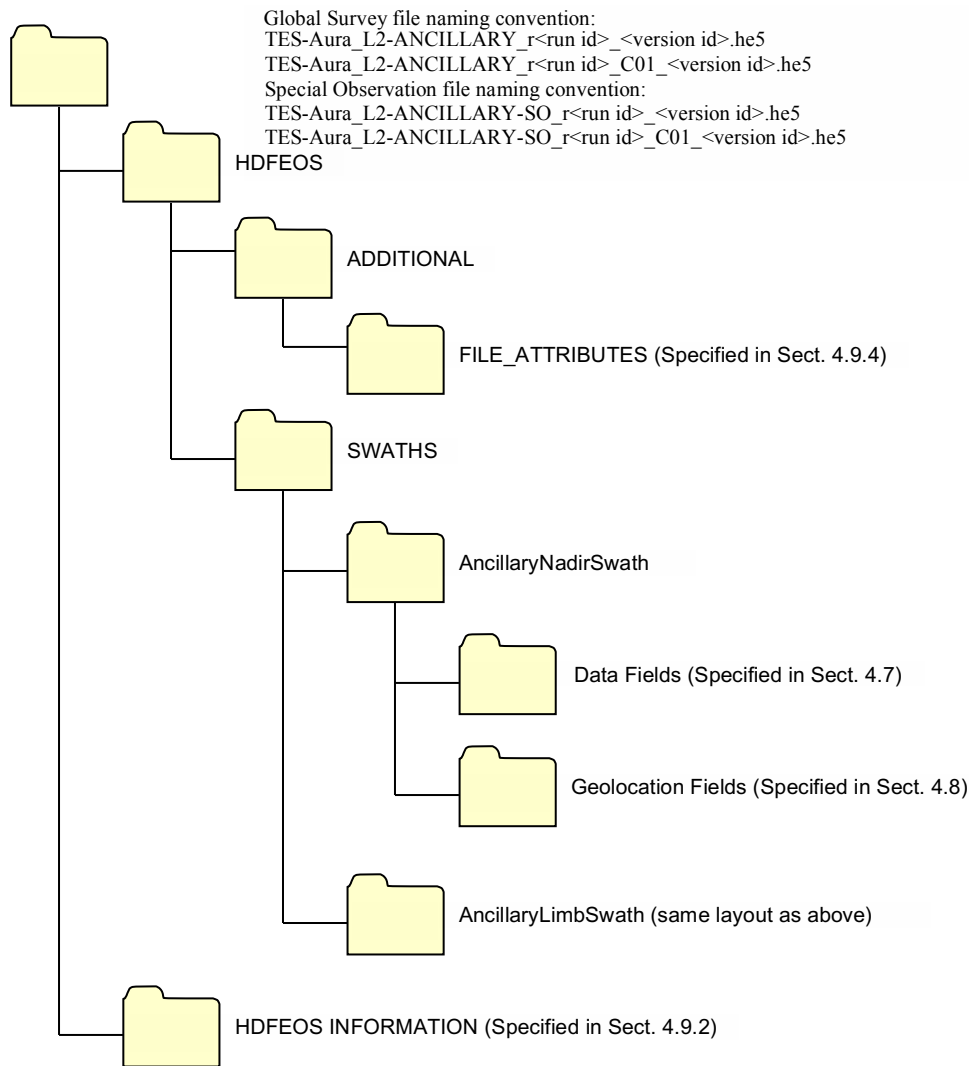 Global Survey file naming convention:
TES-Aura_L2-ANCILLARY_r<run id>_<version id>.he5
TES-Aura_L2-ANCILLARY_r<run id>_C01_<version id>.he5
Special Observation file naming convention:
TES-Aura_L2-ANCILLARY-SO_r<run id>_<version id>.he5
TES-Aura_L2-ANCILLARY-SO_r<run id>_C01_<version id>.he5
HDFEOS
ADDITIONAL
FILE_ATTRIBUTES (Specified in Sect. 4.9.4)
SWATHS
AncillaryNadirSwath
Data Fields (Specified in Sect. 4.7)
Geolocation Fields (Specified in Sect. 4.8)
AncillaryLimbSwath (same layout as above)
HDFEOS INFORMATION (Specified in Sect. 4.9.2)